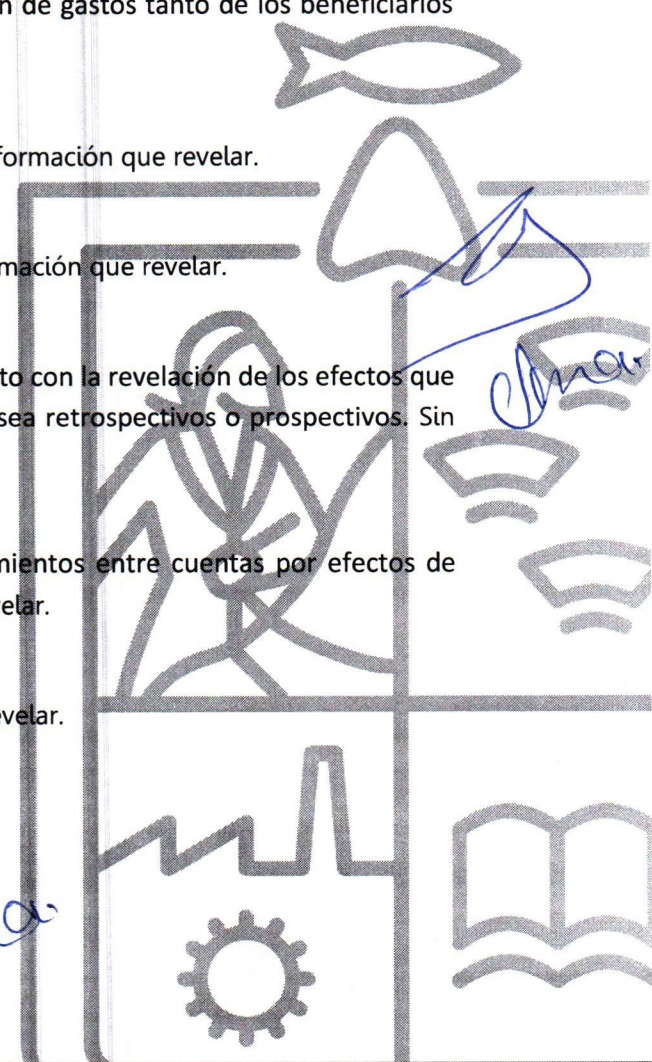 n de gastos tanto de los beneficiarios
formación que revelar.
mación que revelar.
to con la revelación de los efectos que
sea retrospectivos o prospectivos. Sin
mientos entre cuentas por efectos de
velar.
evelar.